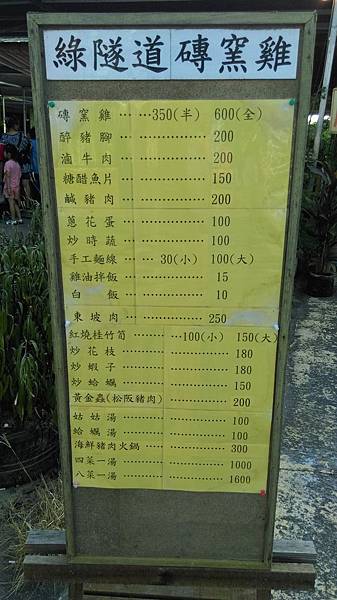 綠隧道磚窯雞
磚窯雞⋯⋯350(半) 600(全)
醉豬腳⋯⋯200
滷牛肉⋯⋯200
糖醋魚片⋯⋯150
鹹豬肉⋯⋯200
蔥花蛋⋯⋯100
炒時蔬⋯⋯100
手工麵線⋯⋯30(小) 100(大)
雞油拌飯⋯⋯15
白飯⋯⋯10
東坡肉⋯⋯250
紅燒桂竹筍⋯⋯100(小) 150(大)
炒花枝⋯⋯180
炒蝦子⋯⋯180
炒蛤蠣⋯⋯150
黃金蟲(松阪豬肉)⋯⋯200
姑姑湯⋯⋯100
蛤蠣湯⋯⋯100
海鮮豬肉火鍋⋯⋯300
四菜一湯⋯⋯1000
八菜一湯⋯⋯1600